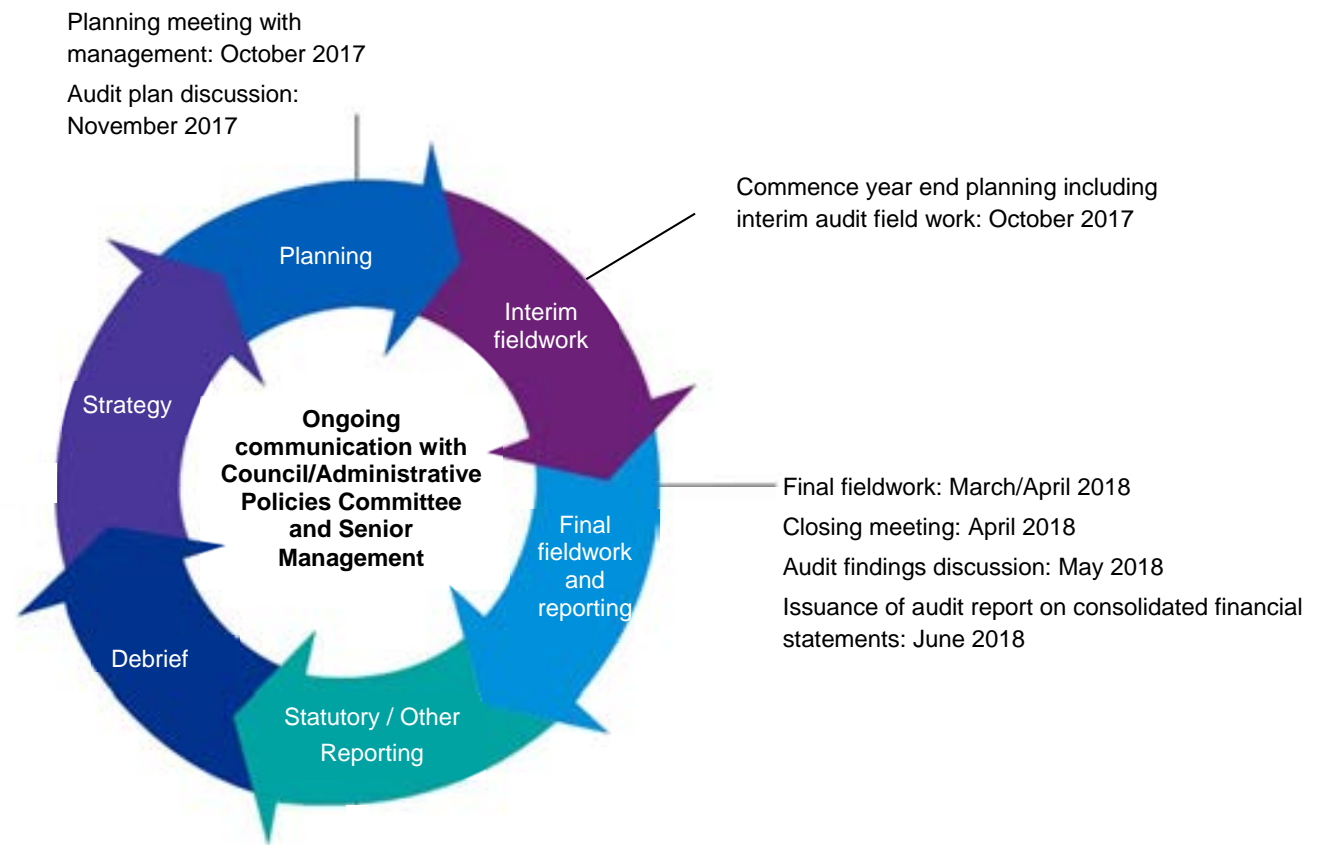 Planning meeting with
management: October 2017
Audit plan discussion:
November 2017
Commence year end planning including
interim audit field work: October 2017
Planning
Interim
fieldwork
Strategy
Ongoing
communication with
Council/Administrative
Policies Committee
and Senior
Management
Final fieldwork: March/April 2018
Closing meeting: April 2018
Audit findings discussion: May 2018
Issuance of audit report on consolidated financial
statements: June 2018
Final
fieldwork
and
reporting
Debrief
Statutory / Other
Reporting